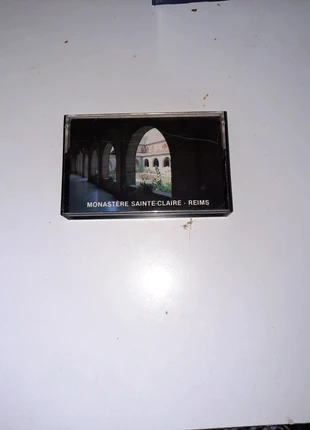 MONASTÈRE SAINTE-CLAIRE - REIMS